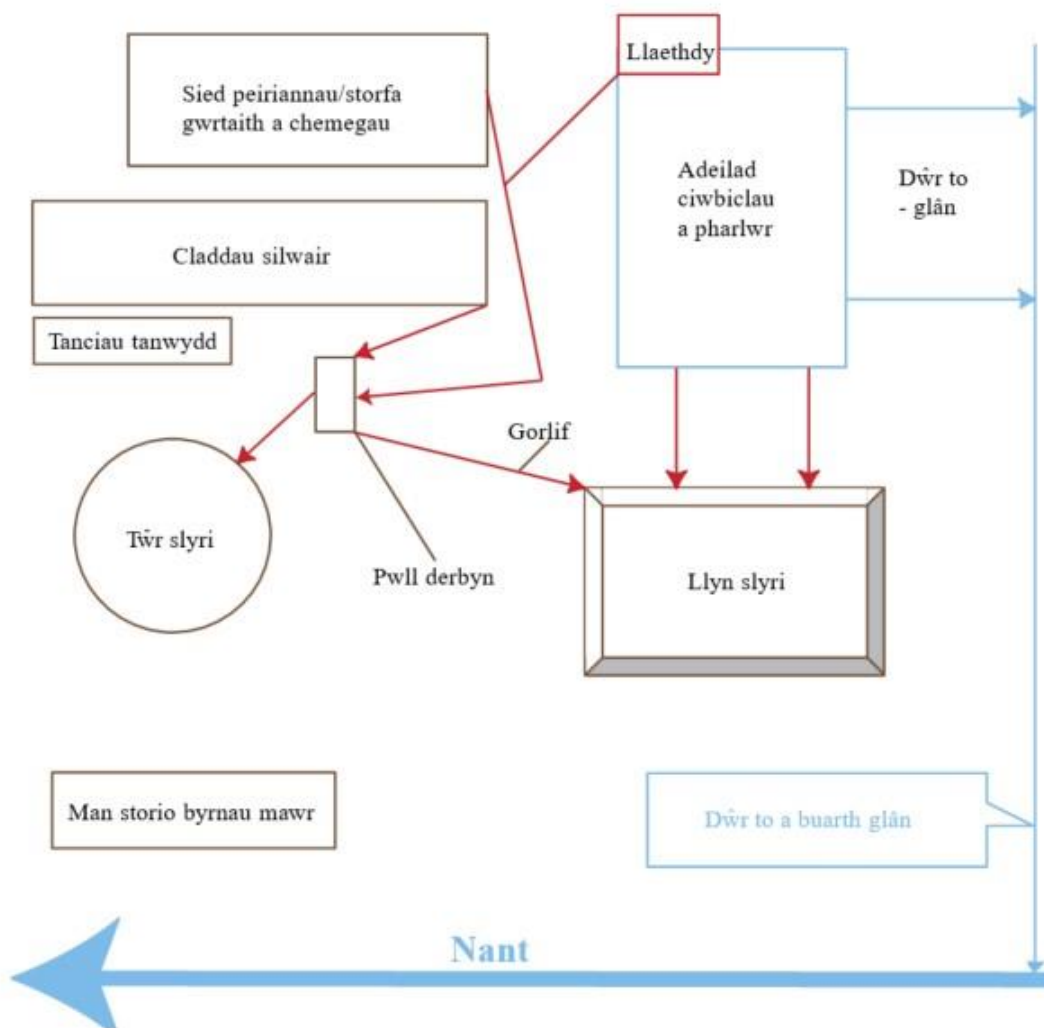 Llaethdy
Sied peiriannau/storfa
gwrtaith a chemegau
Adeilad
ciwbiclau
a pharlwr
Dŵr to
- glân
Claddau silwair
Tanciau tanwydd
Gorlif
Tŵr slyri
Pwll derbyn
Llyn slyri
Man storio byrnau mawr
Dŵr to a buarth glân
Nant